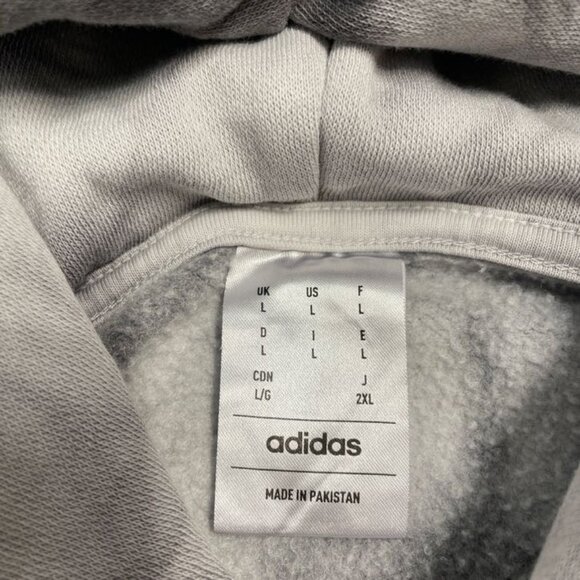 UK US F
L L L
D I E
L L L
CDN J
L/G 2XL
adidas
MADE IN PAKISTAN